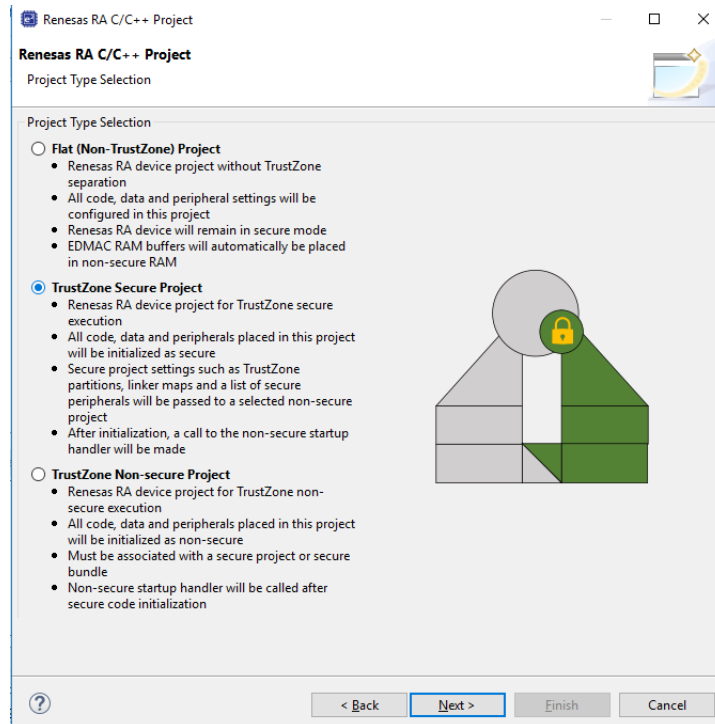 Renesas RA C/C++ Project
Renesas RA C/C++ Project
Project Type Selection
Project Type Selection
Flat (Non-TrustZone) Project
• Renesas RA device project without TrustZone
separation
• All code, data and peripheral settings will be
configured in this project
• Renesas RA device will remain in secure mode
• EDMAC RAM buffers will automatically be placed
in non-secure RAM
TrustZone Secure Project
• Renesas RA device project for TrustZone secure
execution
• All code, data and peripherals placed in this project
will be initialized as secure
• Secure project settings such as TrustZone
partitions, linker maps and a list of secure
peripherals will be passed to a selected non-secure
project
• After initialization, a call to the non-secure startup
handler will be made
TrustZone Non-secure Project
• Renesas RA device project for TrustZone non-
secure execution
• All code, data and peripherals placed in this project
will be initialized as non-secure
• Must be associated with a secure project or secure
bundle
• Non-secure startup handler will be called after
secure code initialization
? < Back Next > Finish Cancel